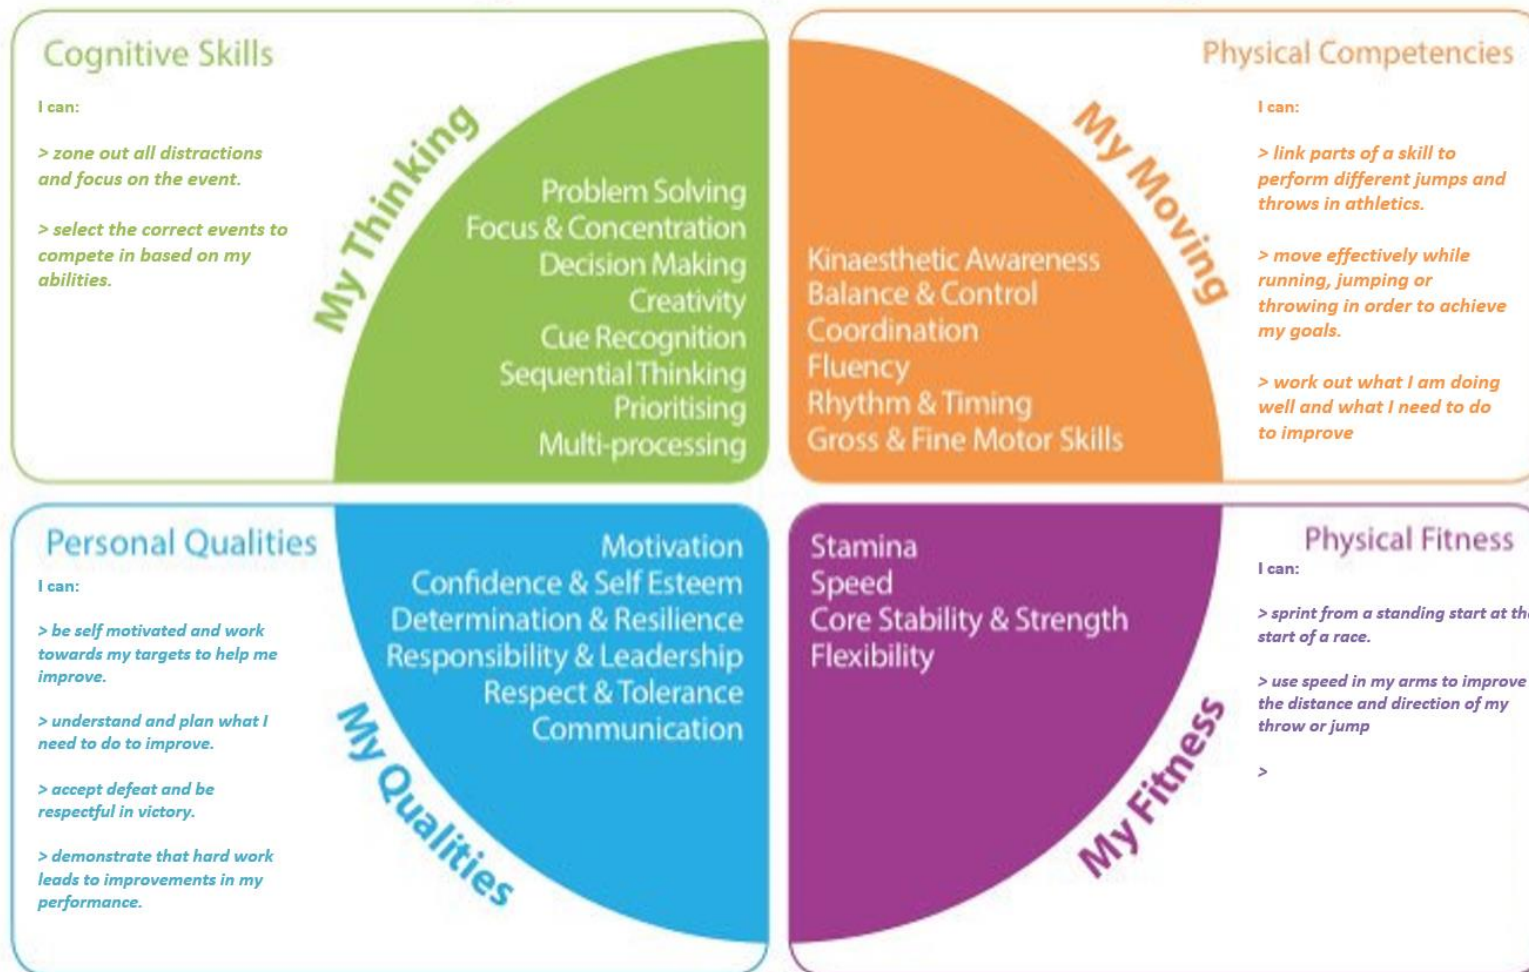 Cognitive Skills
I can:
> zone out all distractions
and focus on the event.
> select the correct events to
compete in based on my
abilities.
My Thinking
Problem Solving
Focus & Concentration
Decision Making
Creativity
Cue Recognition
Sequential Thinking
Prioritising
Multi-processing
Physical Competencies
I can:
> link parts of a skill to
perform different jumps and
throws in athletics.
> move effectively while
running, jumping or
throwing in order to achieve
my goals.
> work out what I am doing
well and what I need to do
to improve
My Moving
Kinaesthetic Awareness
Balance & Control
Coordination
Fluency
Rhythm & Timing
Gross & Fine Motor Skills
Personal Qualities
I can:
> be self motivated and work
towards my targets to help me
improve.
> understand and plan what I
need to do to improve.
> accept defeat and be
respectful in victory.
> demonstrate that hard work
leads to improvements in my
performance.
My Qualities
Motivation
Confidence & Self Esteem
Determination & Resilience
Responsibility & Leadership
Respect & Tolerance
Communication
Physical Fitness
I can:
> sprint from a standing start at the
start of a race.
> use speed in my arms to improve
the distance and direction of my
throw or jump
>
My Fitness
Stamina
Speed
Core Stability & Strength
Flexibility